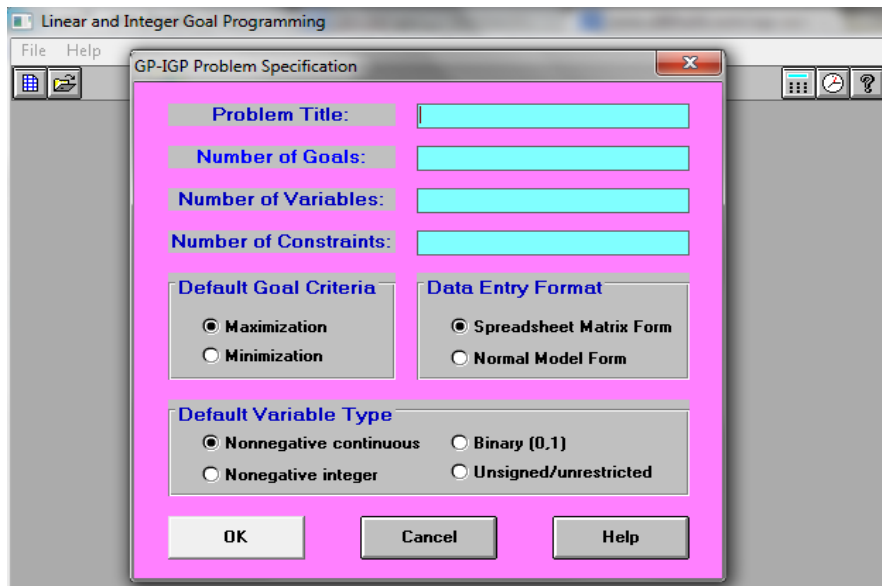 Linear and Integer Goal Programming
File Help
GP-IGP Problem Specification
Problem Title:
Number of Goals:
Number of Variables:
Number of Constraints:
Default Goal Criteria
Maximization
Minimization
Data Entry Format
Spreadsheet Matrix Form
Normal Model Form
Default Variable Type
Nonnegative continuous
Nonegative integer
Binary (0,1)
Unsigned/unrestricted
OK Cancel Help